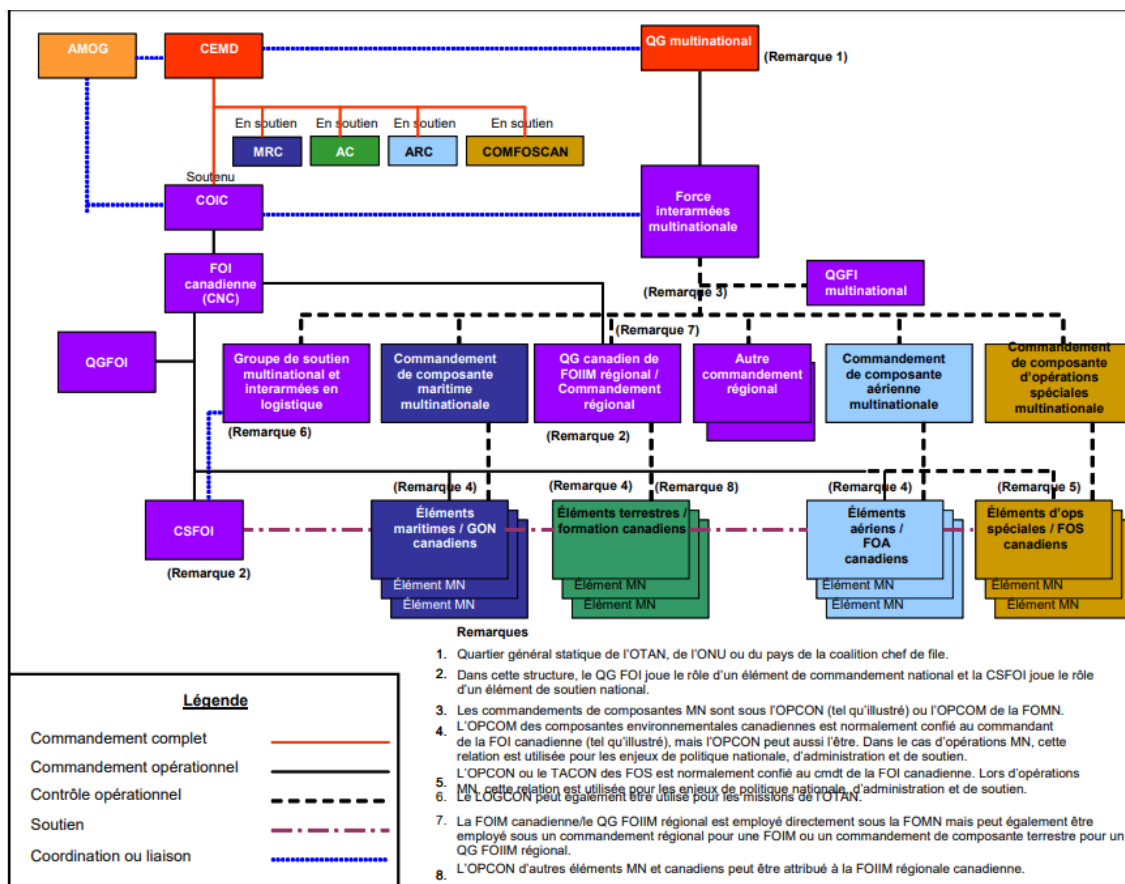 AMOG
CEMD
QG multinational
(Remarque 1)
En soutien
En soutien
En soutien
En soutien
MRC
AC
ARC
COMFOSCAN
Soutenu
COIC
Force
interarmées
multinationale
FOI
canadienne
(CNC)
QGFI
multinational
(Remarque 3)
(Remarque 7)
QGFOI
Groupe de soutien
multinational et
interarmées en
logistique
Commandement
de composante
maritime
multinationale
QG canadien de
FOIIM régional /
Commandement
régional
Autre
commandement
régional
Commandement
de composante
aérienne
multinationale
Commandement
de composante
d'opérations
spéciales
multinationale
(Remarque 6)
(Remarque 2)
(Remarque 4)
(Remarque 4)
(Remarque 8)
(Remarque 4)
(Remarque 5)
CSFOI
(Remarque 2)
Éléments
maritimes / GON
canadiens
Élément MN
Élément MN
Éléments terrestres /
formation canadiens
Élément MN
Élément MN
Éléments
aériens /
FOA
canadiens
Élément MN
Élément MN
Éléments d'ops
spéciales / FOS
canadiens
Élément MN
Élément MN
Remarques
1. Quartier général statique de l'OTAN, de l'ONU ou du pays de la coalition chef de file.
2. Dans cette structure, le QG FOI joue le rôle d'un élément de commandement national et la CSFOI joue le rôle
d'un élément de soutien national.
3. Les commandements de composantes MN sont sous l'OPCON (tel qu'illustré) ou l'OPCOM de la FOMN.
4. L'OPCOM des composantes environnementales canadiennes est normalement confié au commandant
de la FOI canadienne (tel qu'illustré), mais l'OPCON peut aussi l'être. Dans le cas d'opérations MN, cette
relation est utilisée pour les enjeux de politique nationale, d'administration et de soutien.
5. L'OPCON ou le TACON des FOS est normalement confié au cmdt de la FOI canadienne. Lors d'opérations
MN, cette relation est utilisée pour les enjeux de politique nationale, d'administration et de soutien.
6. Le LOGCON peut également être utilisé pour les missions de l'OTAN.
7. La FOIM canadienne/le QG FOIIM régional est employé directement sous la FOMN mais peut également être
employé sous un commandement régional pour une FOIM ou un commandement de composante terrestre pour un
QG FOIIM régional.
8. L'OPCON d'autres éléments MN et canadiens peut être attribué à la FOIIM régionale canadienne.
Légende
Commandement complet
Commandement opérationnel
Contrôle opérationnel
Soutien
Coordination ou liaison